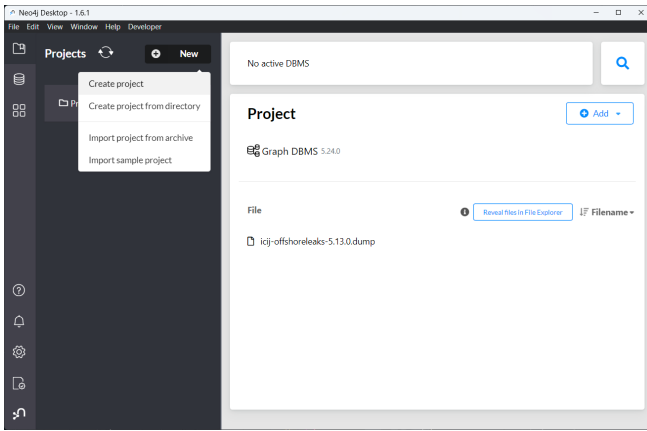 Neo4j Desktop - 1.6.1
File Edit View Window Help Developer
Projects
New
Create project
Create project from directory
Import project from archive
Import sample project
Pr
No active DBMS
Project
Add
Graph DBMS 5.24.0
File
Reveal files in File Explorer
Filename
icij-offshoreleaks-5.13.0.dump